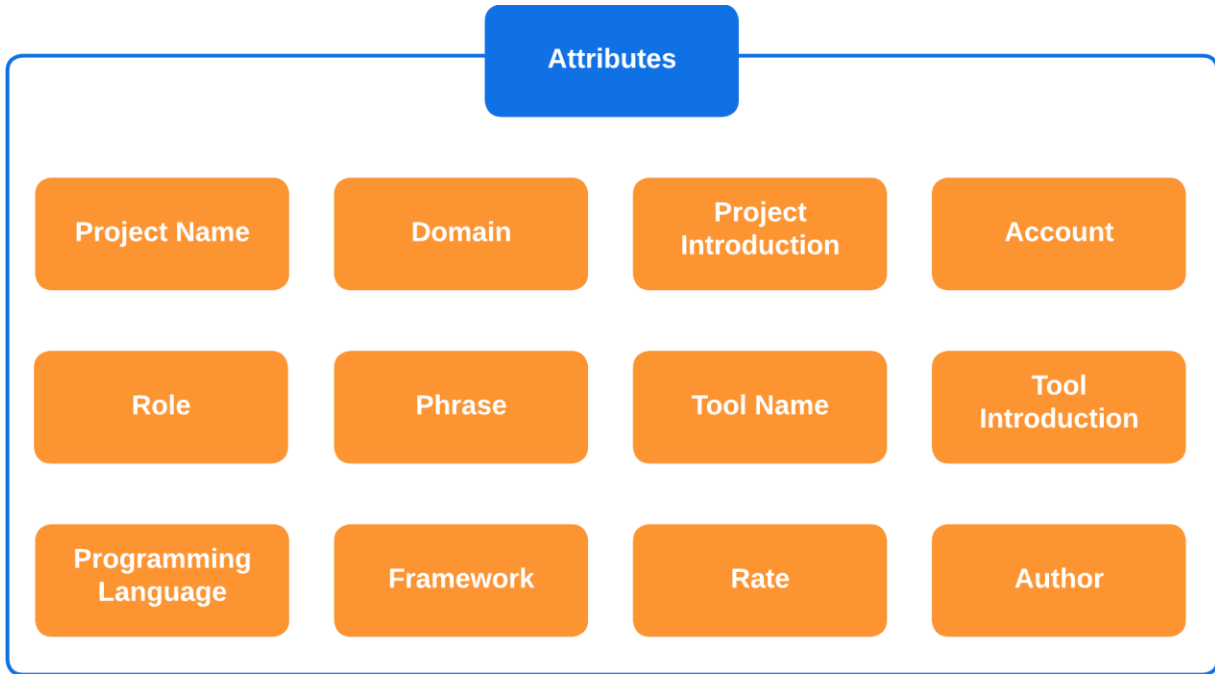 Attributes
Project Name
Domain
Project
Introduction
Account
Role
Phrase
Tool Name
Tool
Introduction
Programming
Language
Framework
Rate
Author